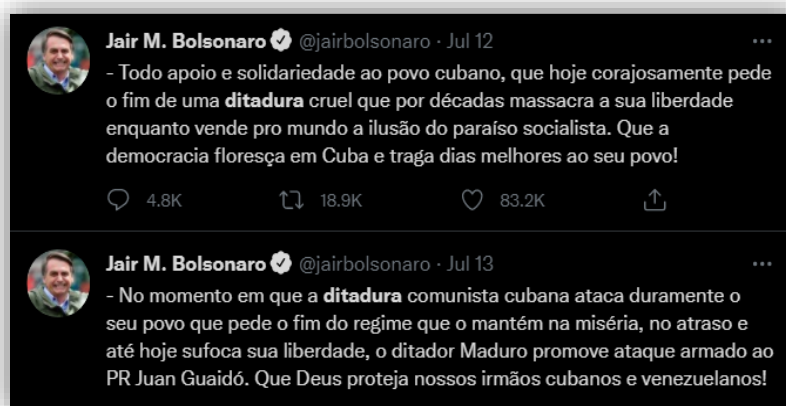 Jair M. Bolsonaro @jairbolsonaro · Jul 12
- Todo apoio e solidariedade ao povo cubano, que hoje corajosamente pede
o fim de uma ditadura cruel que por décadas massacra a sua liberdade
enquanto vende pro mundo a ilusão do paraíso socialista. Que a
democracia floresça em Cuba e traga dias melhores ao seu povo!
4.8K 18.9K 83.2K
Jair M. Bolsonaro @jairbolsonaro · Jul 13
- No momento em que a ditadura comunista cubana ataca duramente o
seu povo que pede o fim do regime que o mantém na miséria, no atraso e
até hoje sufoca sua liberdade, o ditador Maduro promove ataque armado ao
PR Juan Guaidó. Que Deus proteja nossos irmãos cubanos e venezuelanos!